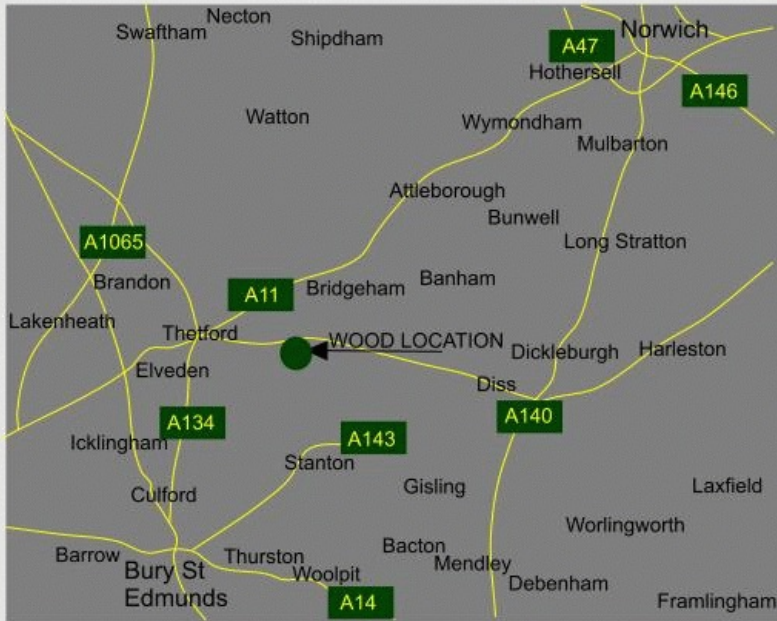 Necton
Swaftham
Shipdham
Norwich
A47
Hothersell
A146
Watton
Wymondham
Mulbarton
Attleborough
Bunwell
A1065
Long Stratton
Brandon
Banham
A11
Bridgeham
Lakenheath
Thetford
WOOD LOCATION
Dickleburgh
Harleston
Elveden
Diss
A134
A140
Icklingham
A143
Stanton
Gisling
Laxfield
Culford
Worlingworth
Barrow
Thurston
Bacton
Mendley
Bury St
Edmunds
Woolpit
Debenham
A14
Framlingham